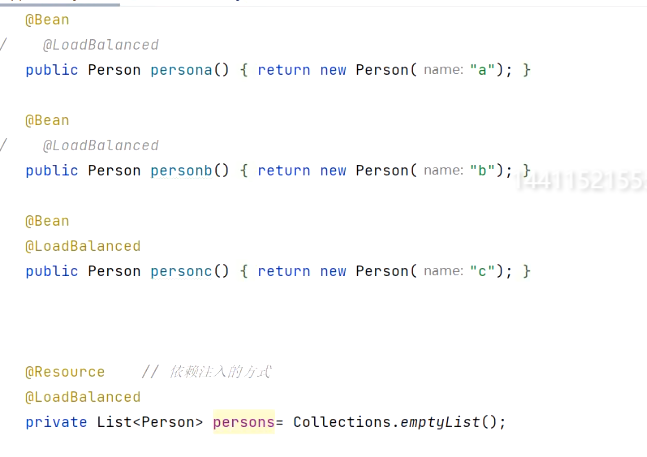 @Bean
/ @LoadBalanced
public Person persona() { return new Person( name: "a"); }
@Bean
/ @LoadBalanced
public Person personb() { return new Person( name: "b"); }
1441152155
@Bean
@LoadBalanced
public Person personc() { return new Person( name: "c"); }
@Resource // 依赖注入的方式
@LoadBalanced
private List<Person> persons= Collections.emptyList();